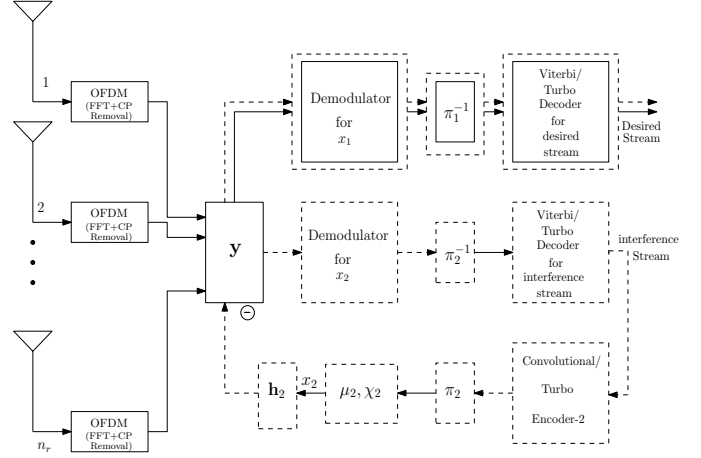 1
OFDM
(FFT+CP
Removal)
2
OFDM
(FFT+CP
Removal)
n_r
OFDM
(FFT+CP
Removal)
y
⊖
Demodulator
for
x_1
π_1^{-1}
Viterbi/
Turbo
Decoder
for
desired
stream
Desired
Stream
Demodulator
for
x_2
π_2^{-1}
Viterbi/
Turbo
Decoder
for
interference
stream
interference
Stream
h_2
x_2
μ_2, χ_2
π_2
Convolutional/
Turbo
Encoder-2